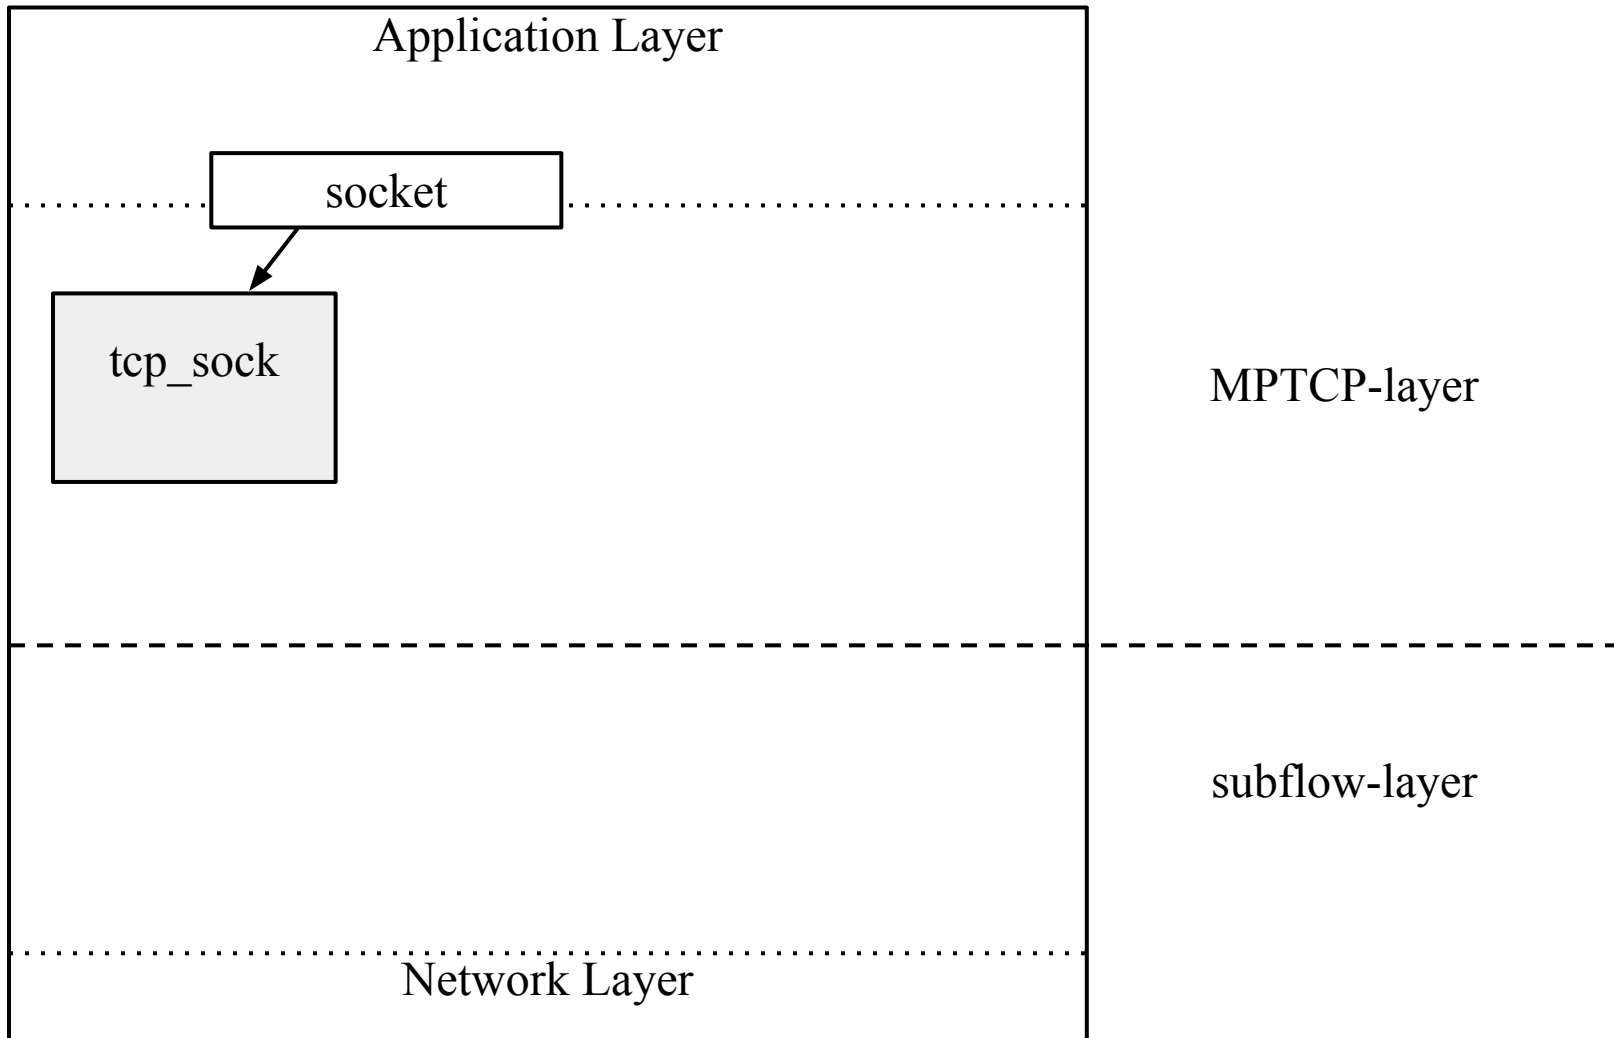 Application Layer
socket
tcp_sock
MPTCP-layer
subflow-layer
Network Layer